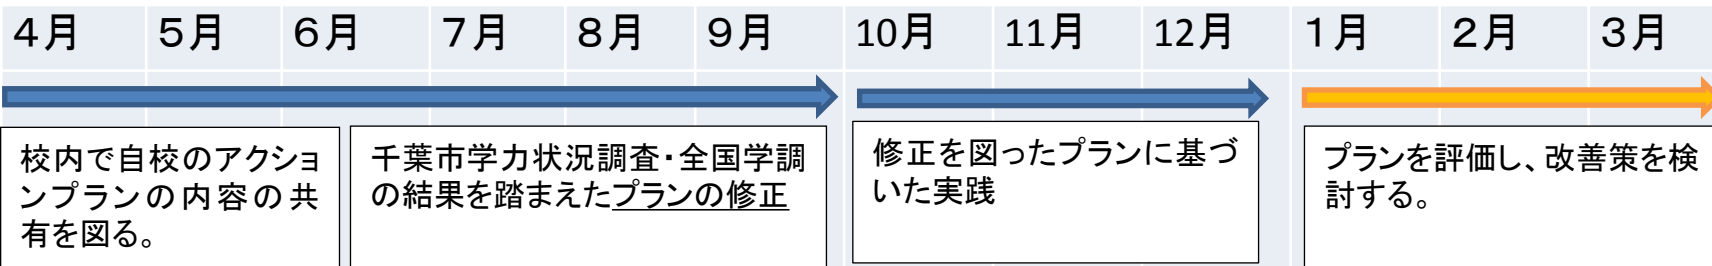 4月 5月 6月 7月 8月 9月 10月 11月 12月 1月 2月 3月
校内で自校のアクショ
ンプランの内容の共
有を図る。
千葉市学力状況調査・全国学調
の結果を踏まえたプランの修正
修正を図ったプランに基づ
いた実践
プランを評価し、改善策を検
討する。